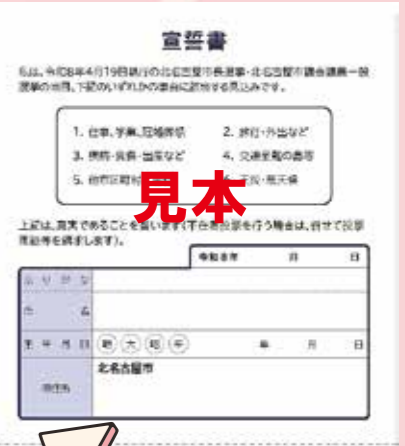 宣誓書
私は、令和8年4月19日執行の北名古屋市長選挙・北名古屋市議会議員一般
選挙の当日、下記のいずれかの事由に該当する見込みです。
1. 仕事、学業、冠婚葬祭
2. 旅行・外出など
3. 病院・負傷・出産など
4. 交通至難の島等
5. 他市区町村
6. 天災・悪天候
見本
上記は、真実であることを誓います(不在者投票を行う場合は、併せて投票
用紙等を請求します)。
令和8年 月 日
ふりがな
氏 名
生年月日 明 大 昭 平 年 月 日
現住所 北名古屋市